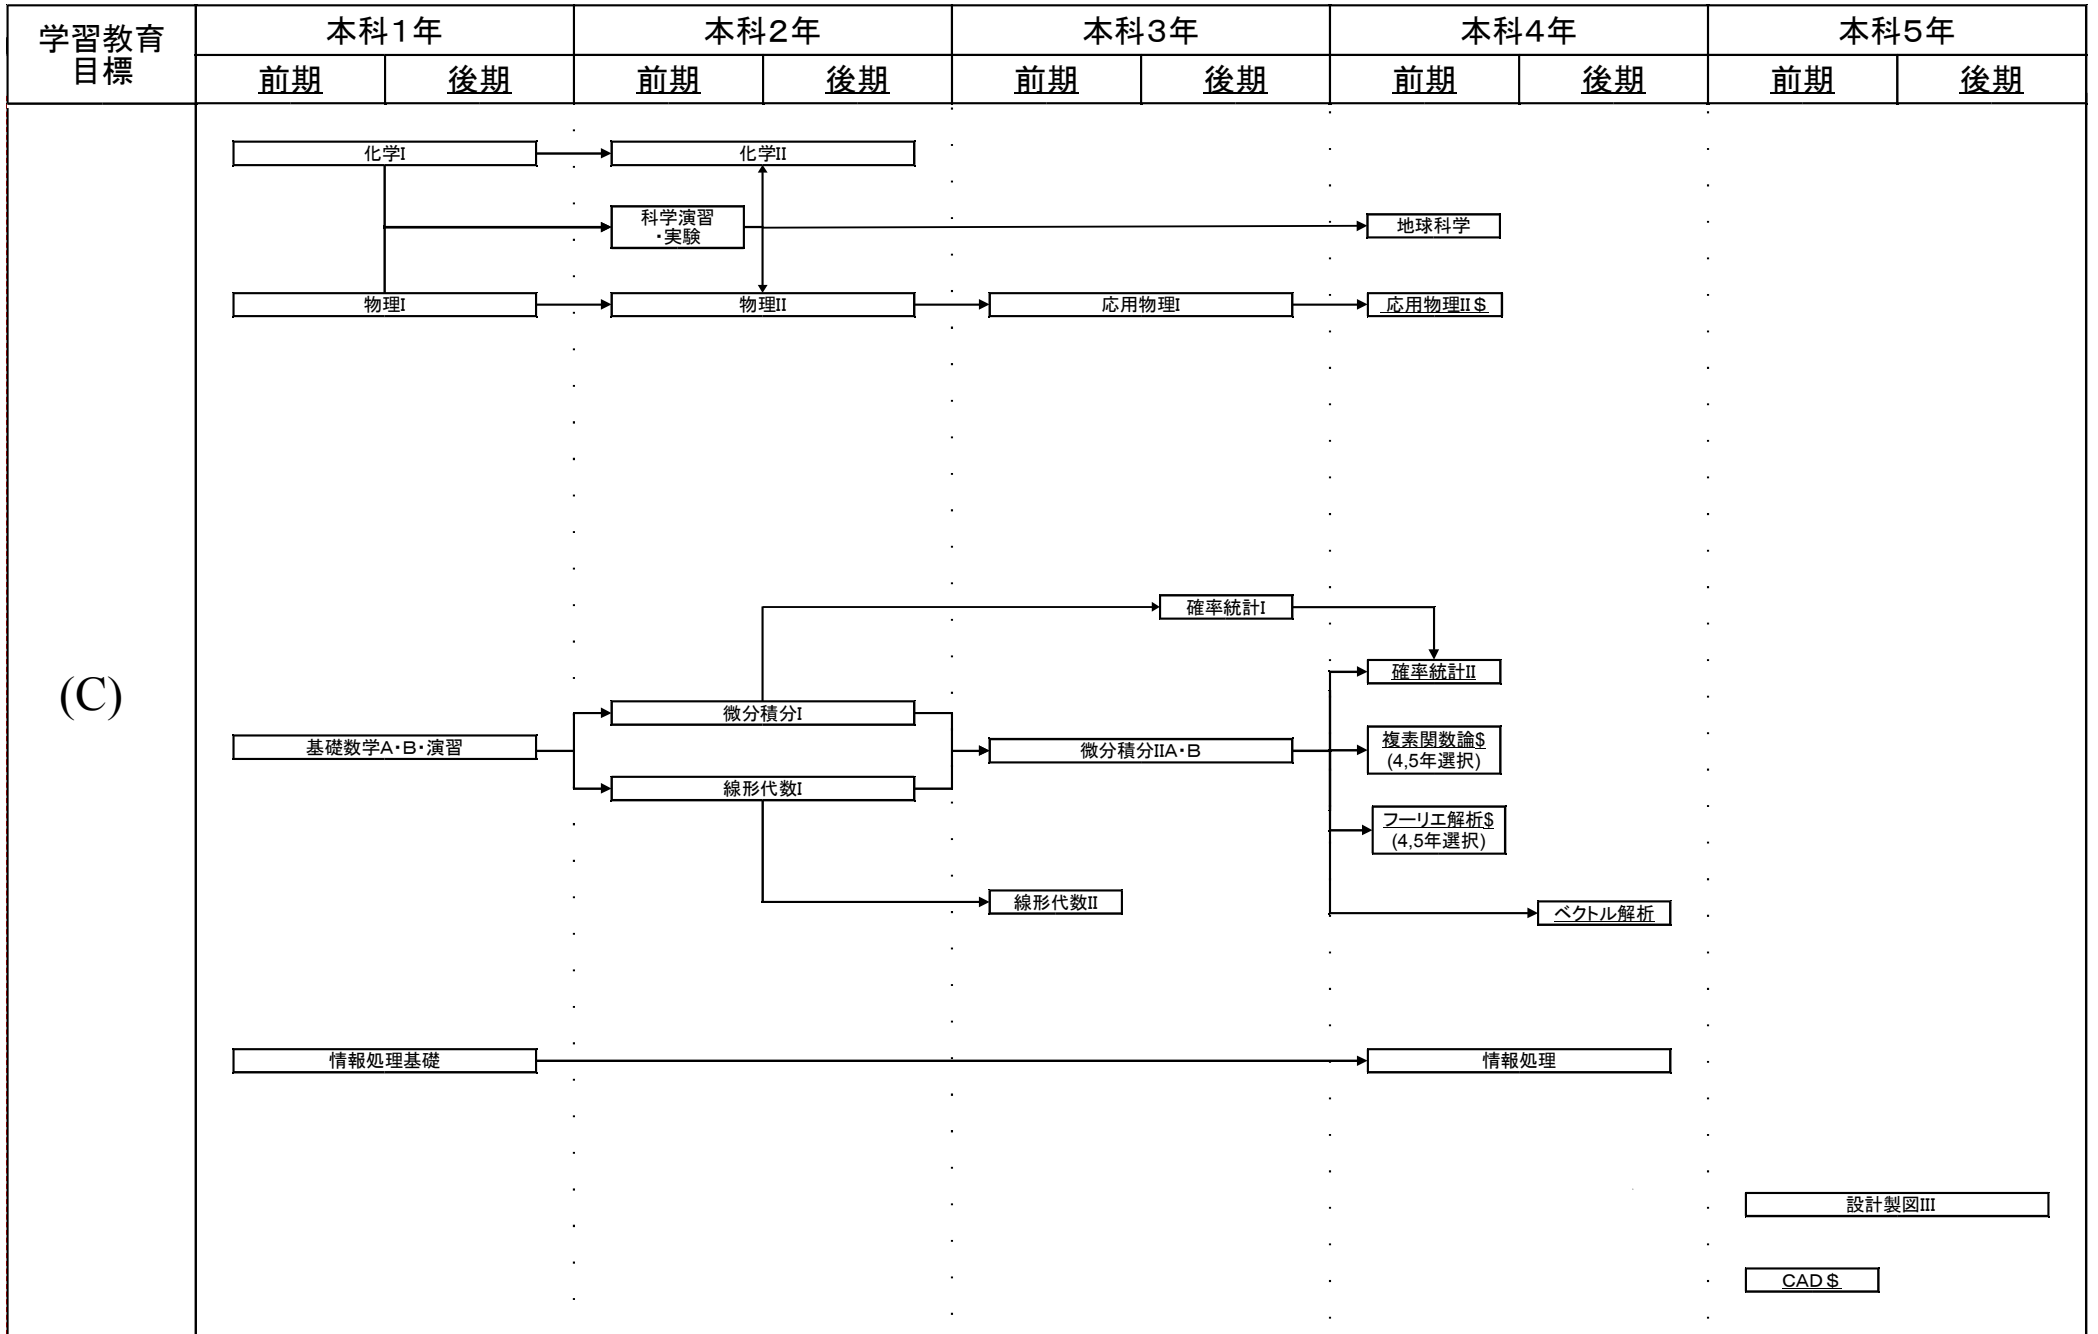 学習教育
目標
本科1年
本科2年
本科3年
本科4年
本科5年
前期
後期
前期
後期
前期
後期
前期
後期
前期
後期
(C)
化学I
化学II
科学演習
・実験
地球科学
物理I
物理II
応用物理I
応用物理II＄
確率統計I
確率統計II
微分積分I
基礎数学A・B・演習
微分積分IIA・B
複素関数論$
(4,5年選択)
線形代数I
フーリエ解析$
(4,5年選択)
線形代数II
ベクトル解析
情報処理基礎
情報処理
設計製図III
CAD＄